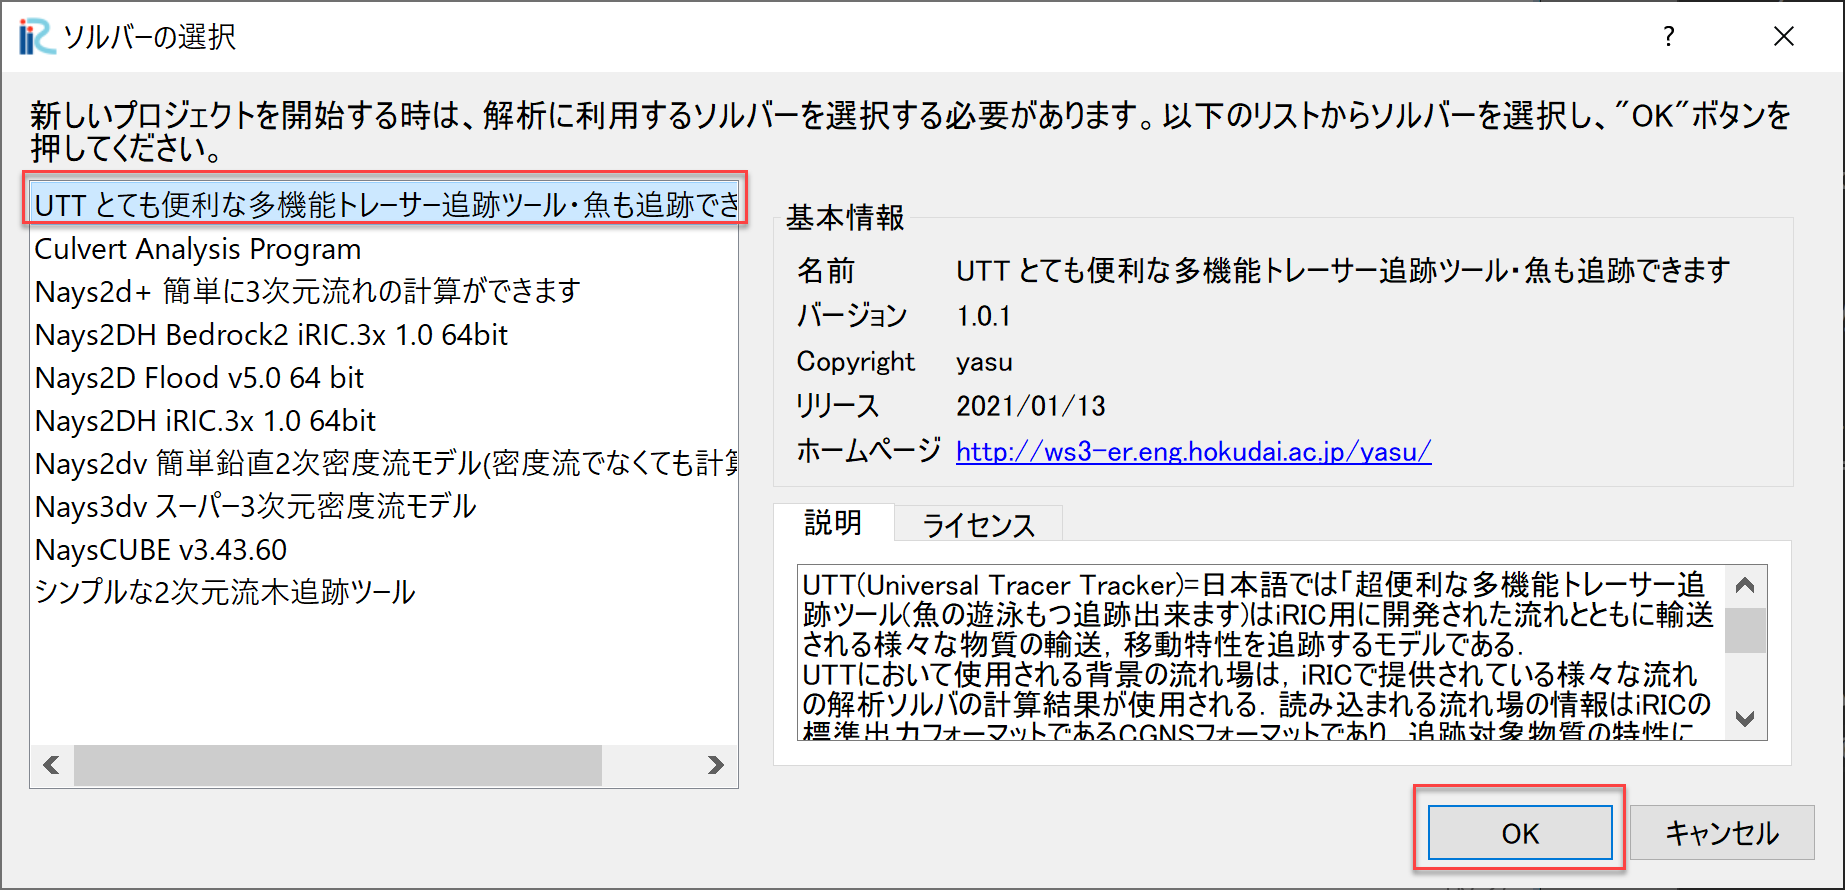 iRIC ソルバーの選択
新しいプロジェクトを開始する時は、解析に利用するソルバーを選択する必要があります。以下のリストからソルバーを選択し、"OK"ボタンを
押してください。
UTT とても便利な多機能トレーサー追跡ツール・魚も追跡でき
Culvert Analysis Program
Nays2d+ 簡単に3次元流れの計算ができます
Nays2DH Bedrock2 iRIC.3x 1.0 64bit
Nays2D Flood v5.0 64 bit
Nays2DH iRIC.3x 1.0 64bit
Nays2dv 簡単鉛直2次密度流モデル(密度流でなくても計算
Nays3dv スーパー3次元密度流モデル
NaysCUBE v3.43.60
シンプルな2次元流木追跡ツール
基本情報
名前 UTT とても便利な多機能トレーサー追跡ツール・魚も追跡できます
バージョン 1.0.1
Copyright yasu
リリース 2021/01/13
ホームページ http://ws3-er.eng.hokudai.ac.jp/yasu/
説明 ライセンス
UTT(Universal Tracer Tracker)=日本語では「超便利な多機能トレーサー追
跡ツール(魚の遊泳もつ追跡出来ます)はiRIC用に開発された流れとともに輸送
される様々な物質の輸送，移動特性を追跡するモデルである．
UTTにおいて使用される背景の流れ場は，iRICで提供されている様々な流れ
の解析ソルバの計算結果が使用される．読み込まれる流れ場の情報はiRICの
標準出力フォーマットであるCGNSフォーマットであり，追跡対象物質の特性に
OK キャンセル